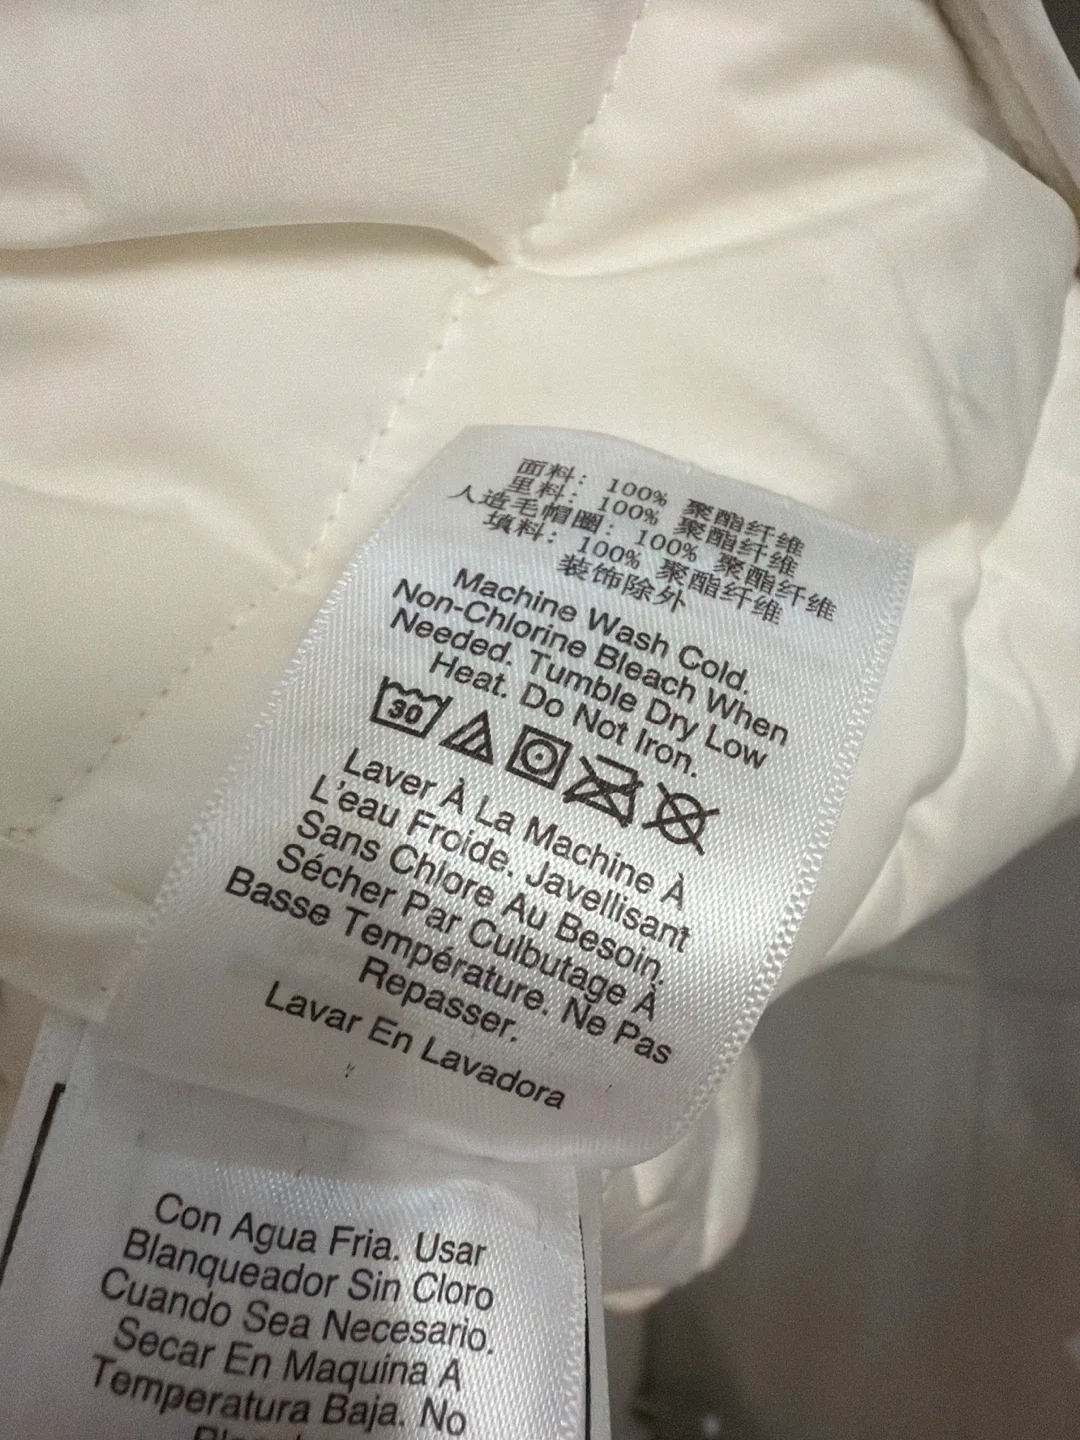 面料: 100% 聚酯纤维
里料: 100% 聚酯纤维
人造毛帽圈: 100% 聚酯纤维
填料: 100% 聚酯纤维
装饰除外
Machine Wash Cold.
Non-Chlorine Bleach When
Needed. Tumble Dry Low
Heat. Do Not Iron.
30
Laver À La Machine À
L'eau Froide. Javellisant
Sans Chlore Au Besoin.
Sécher Par Culbutage À
Basse Température. Ne Pas
Repasser.
Lavar En Lavadora
Con Agua Fria. Usar
Blanqueador Sin Cloro
Cuando Sea Necesario.
Secar En Maquina A
Temperatura Baja. No